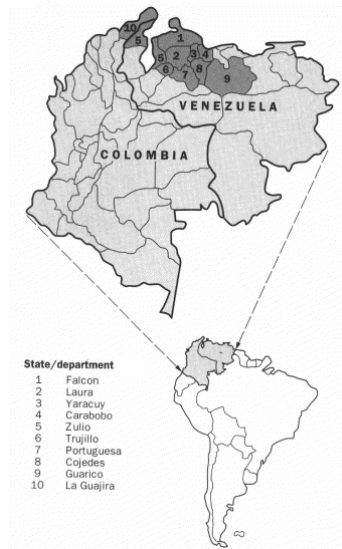 10
5
1
5
2
3
4
6
7
8
9
VENEZUELA
COLOMBIA
State/department
1 Falcon
2 Laura
3 Yaracuy
4 Carabobo
5 Zulio
6 Trujillo
7 Portuguesa
8 Cojedes
9 Guarico
10 La Guajira